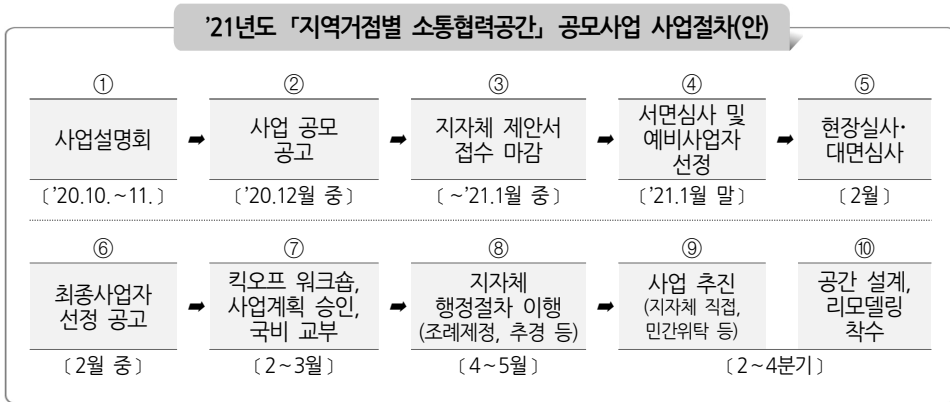 ’21년도 「지역거점별 소통협력공간」 공모사업 사업절차(안)
① ② ③ ④ ⑤
사업설명회 ➡ 사업 공모 공고 ➡ 지자체 제안서 접수 마감 ➡ 서면심사 및 예비사업자 선정 ➡ 현장실사· 대면심사
〔’20.10.~11.〕 〔’20.12월 중〕 〔~’21.1월 중〕 〔’21.1월 말〕 〔2월〕
⑥ ⑦ ⑧ ⑨ ⑩
최종사업자 선정 공고 ➡ 킥오프 워크숍, 사업계획 승인, 국비 교부 ➡ 지자체 행정절차 이행 (조례제정, 추경 등) ➡ 사업 추진 (지자체 직접, 민간위탁 등) 공간 설계, 리모델링 착수
〔2월 중〕 〔2~3월〕 〔4~5월〕 〔2~4분기〕